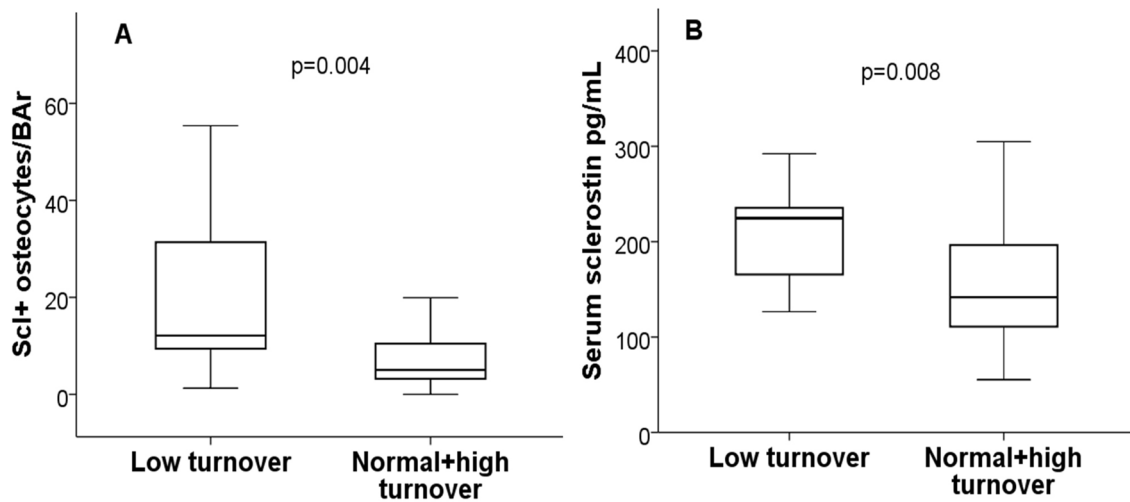 A
p=0.004
Scl+ osteocytes/BAr
60
40
20
0
Low turnover
Normal+high
turnover
B
p=0.008
Serum sclerostin pg/mL
400
300
200
100
0
Low turnover
Normal+high
turnover